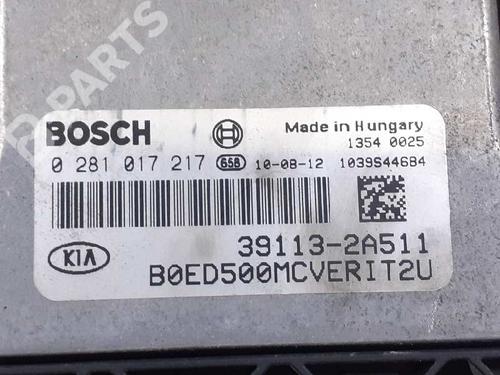 B PARTS
BOSCH Made in Hungary
1354 0025
0 281 017 217 658 10-08-12 1039S44684
39113-2A511
KIA
B0ED500MCVERIT2U